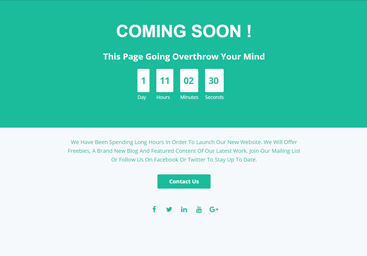 COMING SOON !
This Page Going Overthrow Your Mind
1 11 02 30
Day Hours Minutes Seconds
We Have Been Spending Long Hours In Order To Launch Our New Website. We Will Offer
Freebies, A Brand New Blog And Featured Content Of Our Latest Work. Join Our Mailing List
Or Follow Us On Facebook Or Twitter To Stay Up To Date.
Contact Us